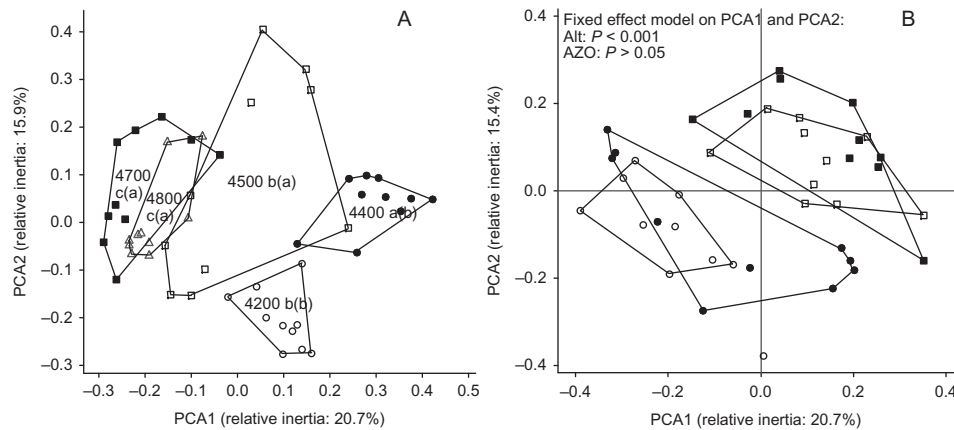 A
0.4
0.3
0.2
0.1
0.0
–0.1
–0.2
–0.3
PCA2 (relative inertia: 15.9%)
4700
c(a)
4800
c(a)
4500 b(a)
4400 a(b)
4200 b(b)
–0.3 –0.2 –0.1 0.0 0.1 0.2 0.3 0.4 0.5
PCA1 (relative inertia: 20.7%)
B
Fixed effect model on PCA1 and PCA2:
Alt: P < 0.001
AZO: P > 0.05
0.4
0.2
0.0
–0.2
–0.4
PCA2 (relative inertia: 15.4%)
–0.4 –0.2 0.0 0.2 0.4
PCA1 (relative inertia: 20.7%)